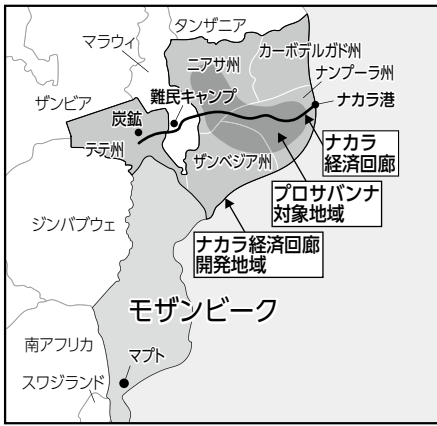 タンザニア
マラウィ
カーボデルガド州
ニアサ州
ナンプーラ州
ザンビア
難民キャンプ
ナカラ港
炭鉱
テテ州
ナカラ
経済回廊
ザンベジア州
プロサバンナ
対象地域
ジンバブウェ
ナカラ経済回廊
開発地域
モザンビーク
南アフリカ
マプト
スワジランド